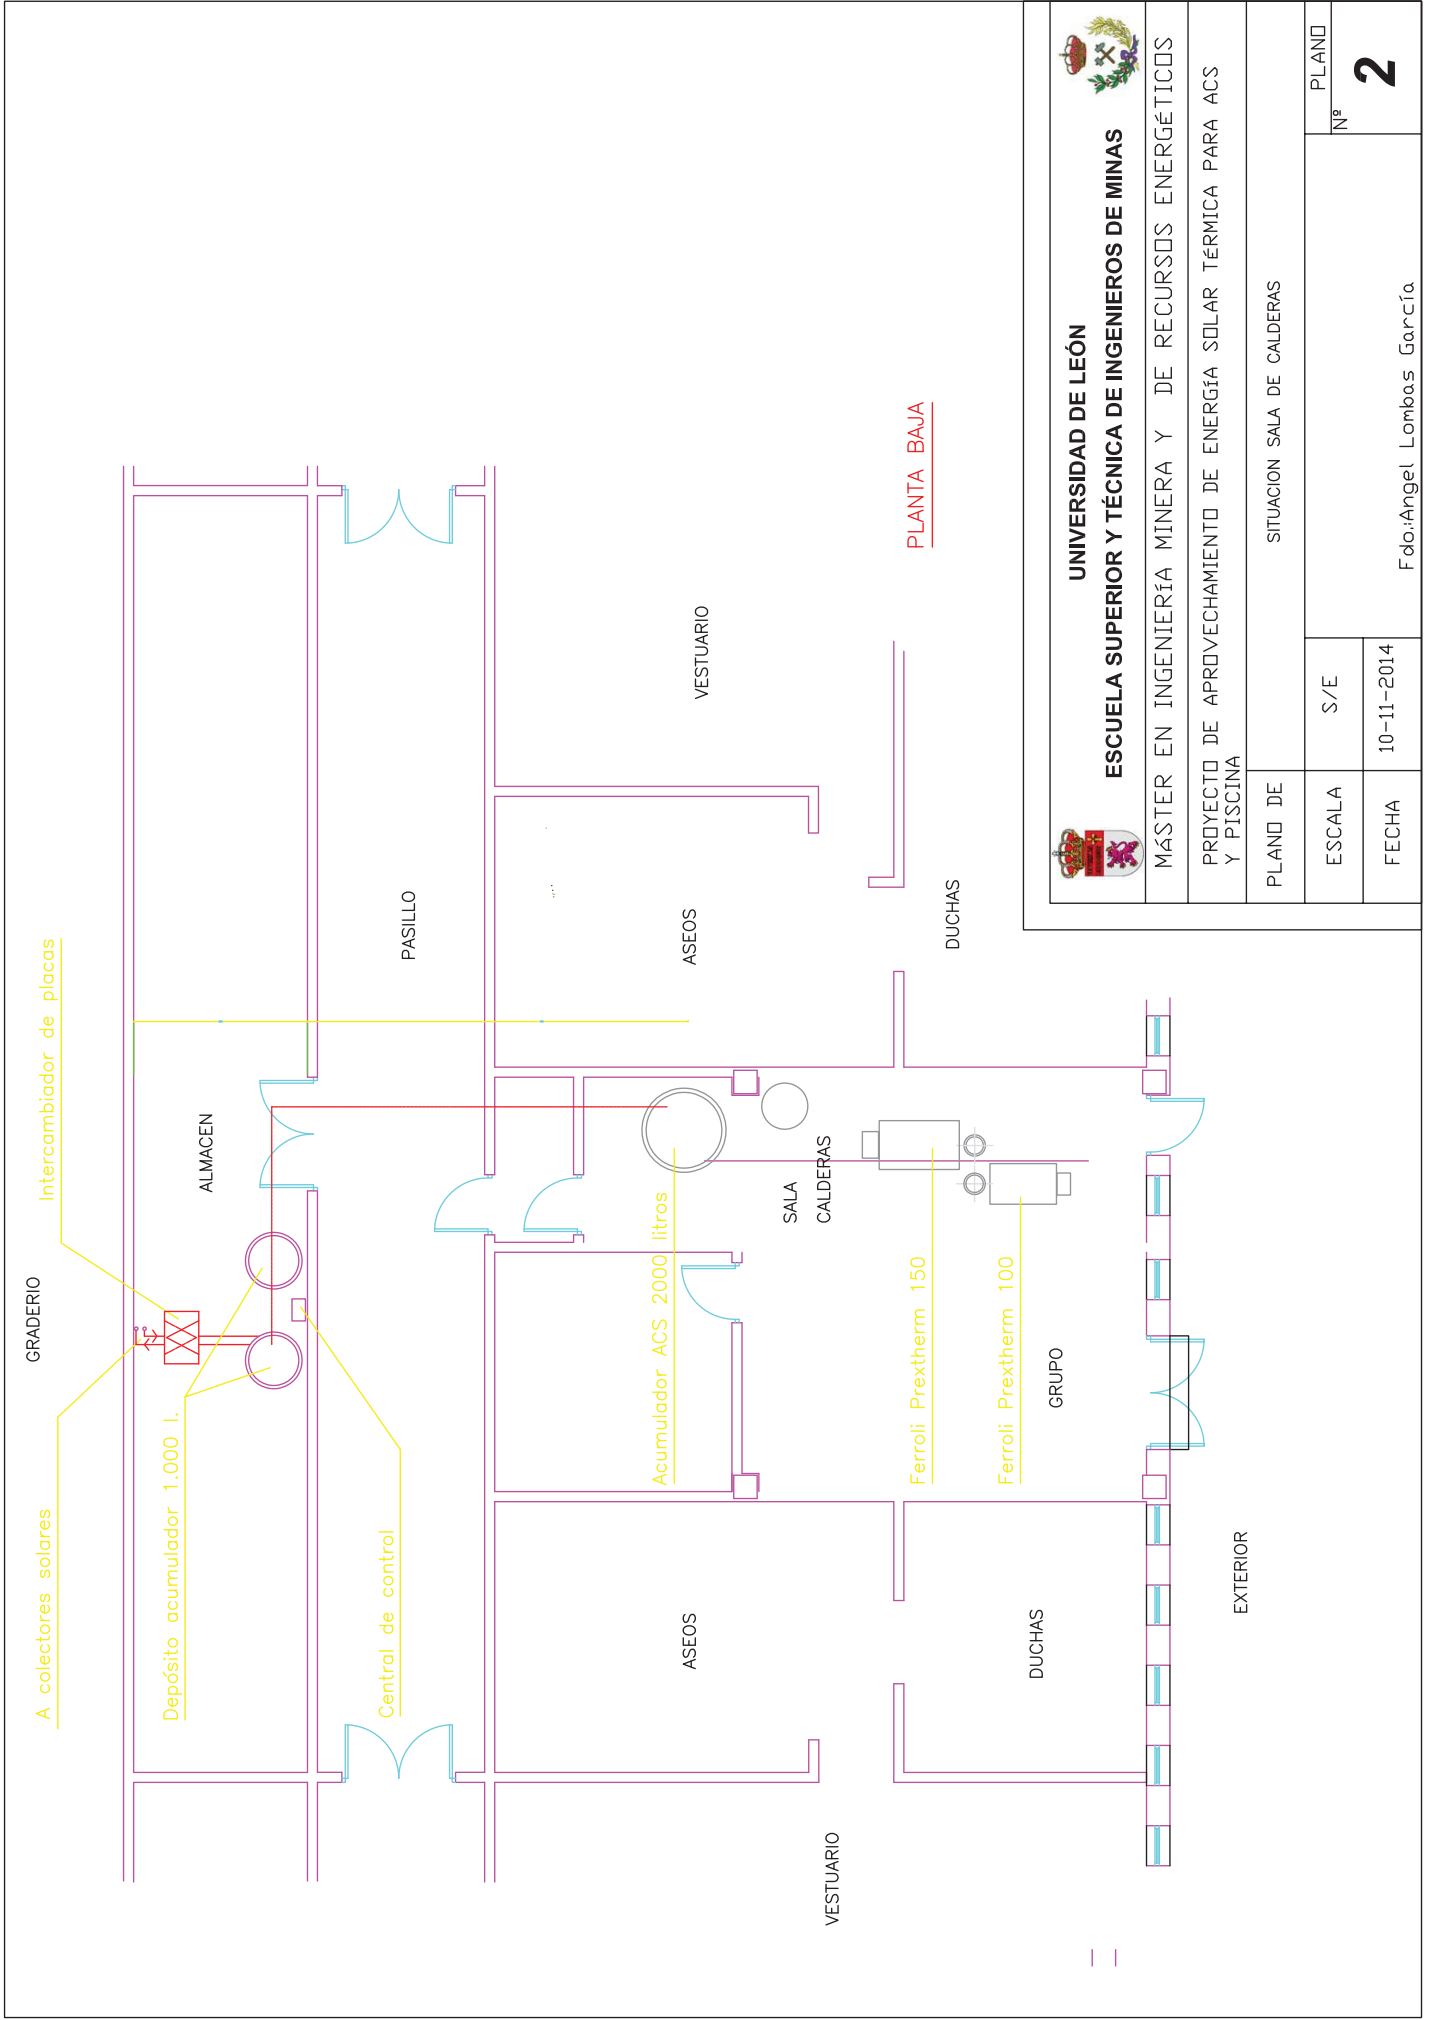 GRADERIO
A colectores solares
Intercambiador de placas
Depósito acumulador 1.000 l.
ALMACEN
Central de control
PASILLO
Acumulador ACS 2000 litros
ASEOS
ASEOS
VESTUARIO
SALA
CALDERAS
VESTUARIO
Ferroli Prextherm 150
PLANTA BAJA
DUCHAS
Ferroli Prextherm 100
DUCHAS
GRUPO
EXTERIOR
UNIVERSIDAD DE LEÓN
ESCUELA SUPERIOR Y TÉCNICA DE INGENIEROS DE MINAS
MÁSTER EN INGENIERÍA MINERA Y DE RECURSOS ENERGÉTICOS
PROYECTO DE APROVECHAMIENTO DE ENERGÍA SOLAR TÉRMICA PARA ACS
Y PISCINA
PLANO DE
SITUACION SALA DE CALDERAS
ESCALA
S/E
PLANO
Nº
2
FECHA
10-11-2014
Fdo.:Angel Lombas García